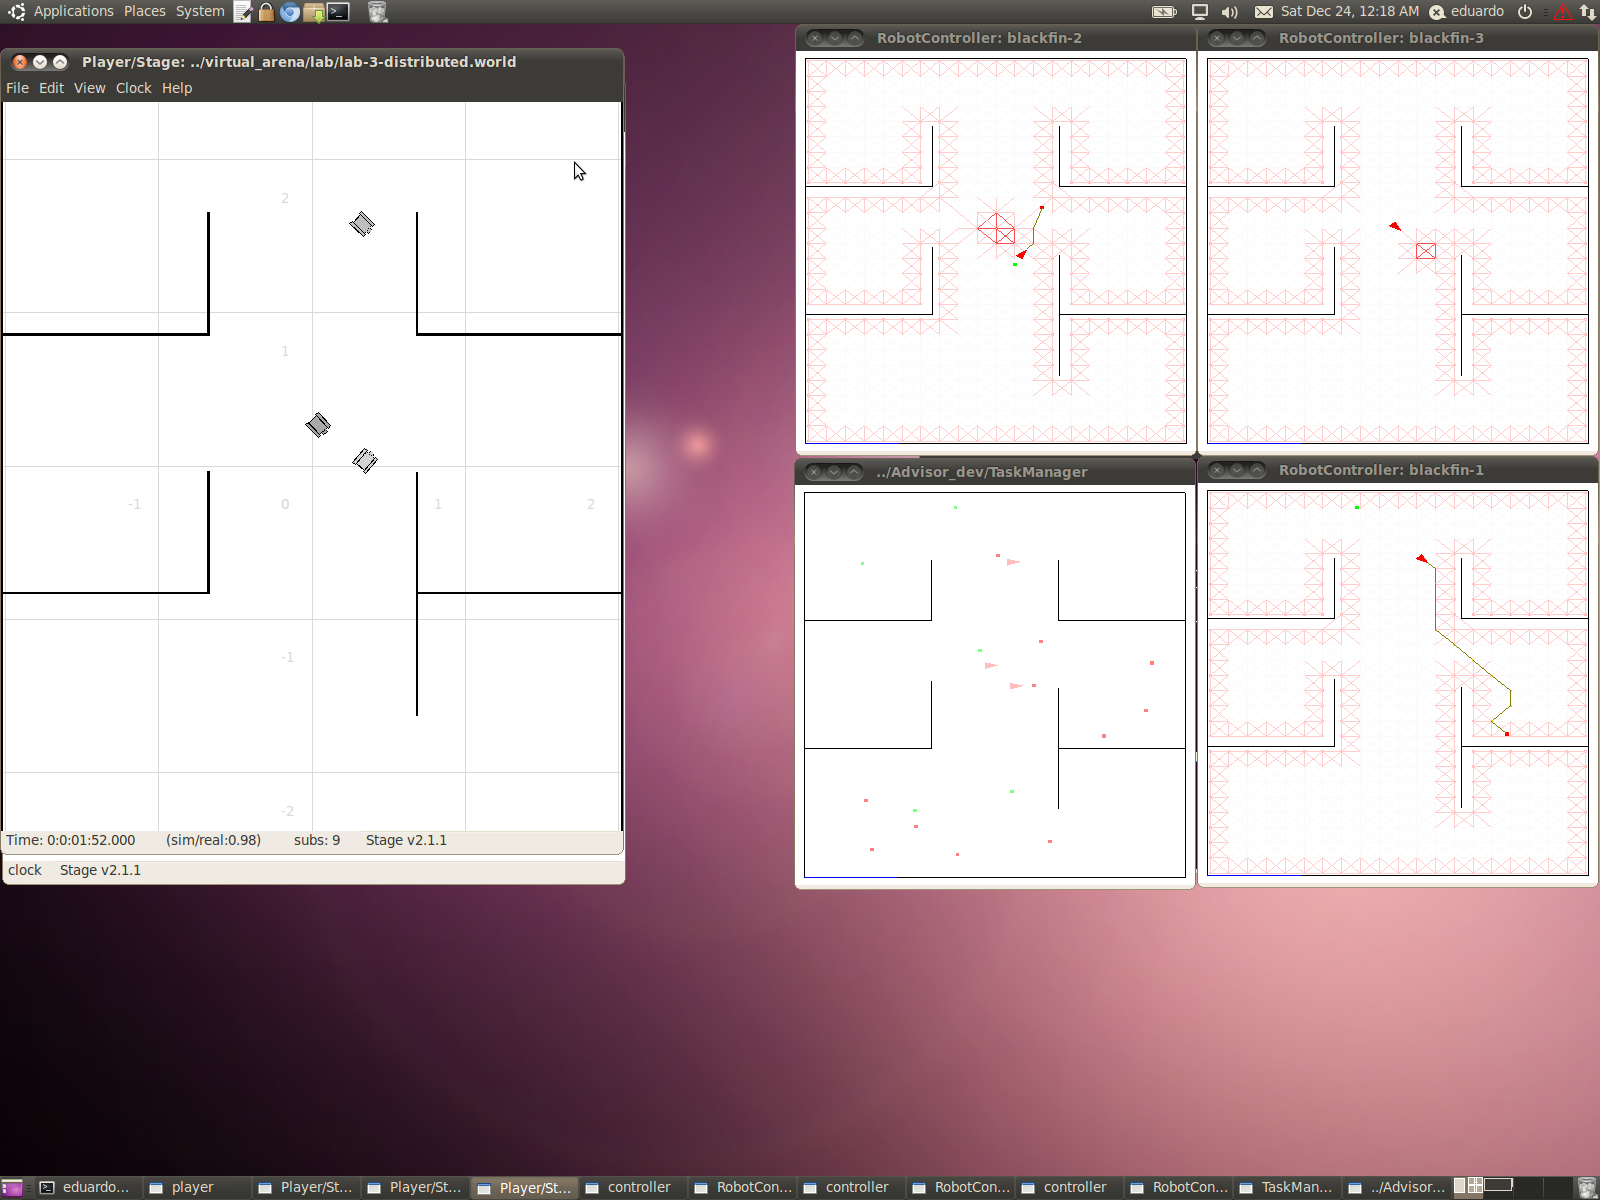 Applications Places System
Sat Dec 24, 12:18 AM eduardo
Player/Stage: ../virtual_arena/lab/lab-3-distributed.world
File Edit View Clock Help
2
1
-1 0 1 2
-1
-2
Time: 0:0:01:52.000 (sim/real:0.98) subs: 9 Stage v2.1.1
clock Stage v2.1.1
RobotController: blackfin-2
RobotController: blackfin-3
../Advisor_dev/TaskManager
RobotController: blackfin-1
eduardo... player Player/St... Player/St... Player/St... controller RobotCon... controller RobotCon... controller RobotCon... TaskMan... ../Advisor...